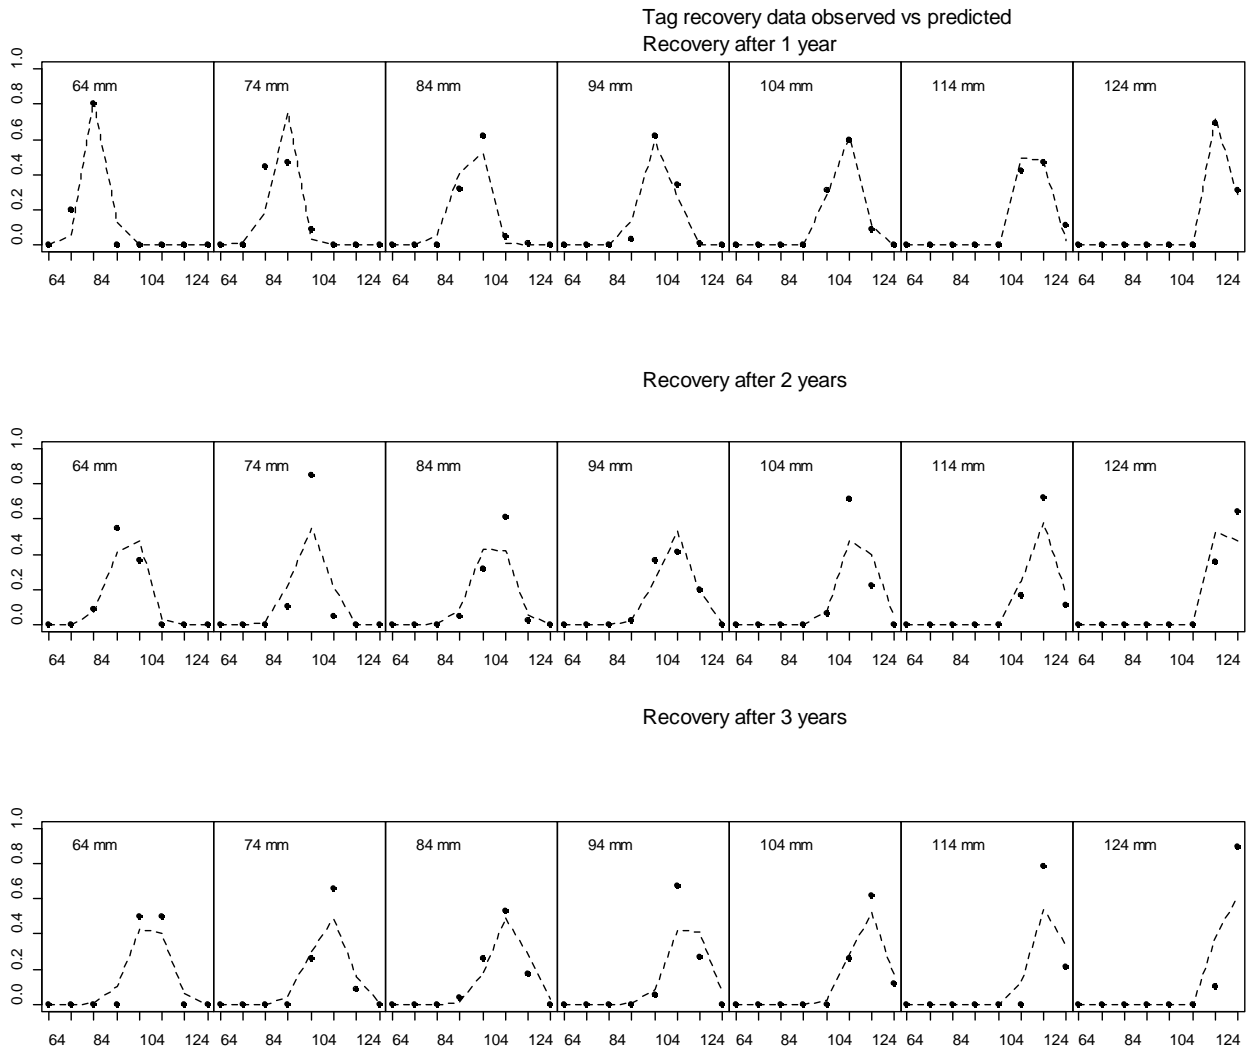 Tag recovery data observed vs predicted
Recovery after 1 year
0.0 0.2 0.4 0.6 0.8 1.0
64 mm 74 mm 84 mm 94 mm 104 mm 114 mm 124 mm
64 84 104 124 64 84 104 124 64 84 104 124 64 84 104 124 64 84 104 124 64 84 104 124 64 84 104 124
Recovery after 2 years
0.0 0.2 0.4 0.6 0.8 1.0
64 mm 74 mm 84 mm 94 mm 104 mm 114 mm 124 mm
64 84 104 124 64 84 104 124 64 84 104 124 64 84 104 124 64 84 104 124 64 84 104 124 64 84 104 124
Recovery after 3 years
0.0 0.2 0.4 0.6 0.8 1.0
64 mm 74 mm 84 mm 94 mm 104 mm 114 mm 124 mm
64 84 104 124 64 84 104 124 64 84 104 124 64 84 104 124 64 84 104 124 64 84 104 124 64 84 104 124